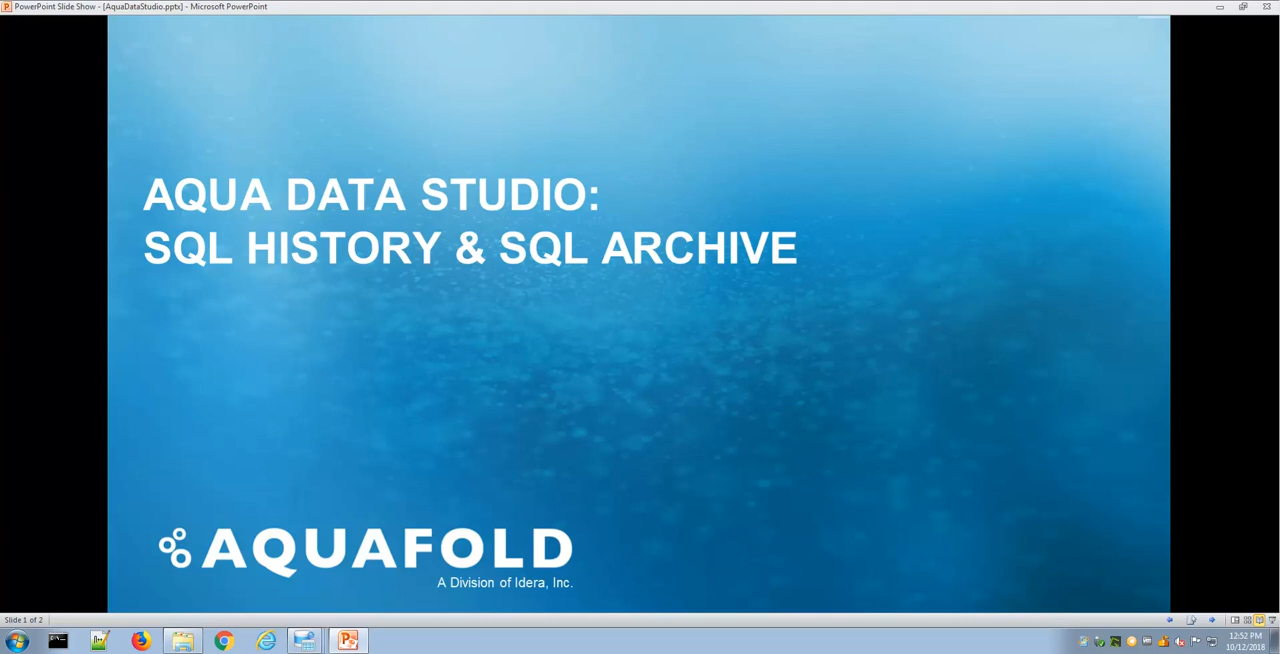 PowerPoint Slide Show - [AquaDataStudio.pptx] - Microsoft PowerPoint
AQUA DATA STUDIO:
SQL HISTORY & SQL ARCHIVE
AQUAFOLD
A Division of Idera, Inc.
Slide 1 of 2
12:52 PM
10/12/2018